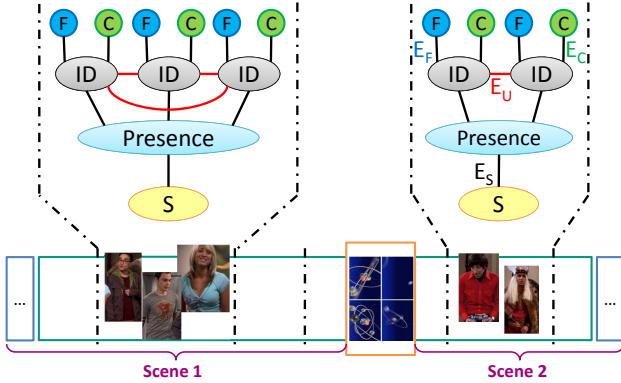 F C F C F C
F C F C
E_F E_C
ID ID ID
ID ID
E_U
Presence
Presence
E_S
S
S
... ...
Scene 1
Scene 2